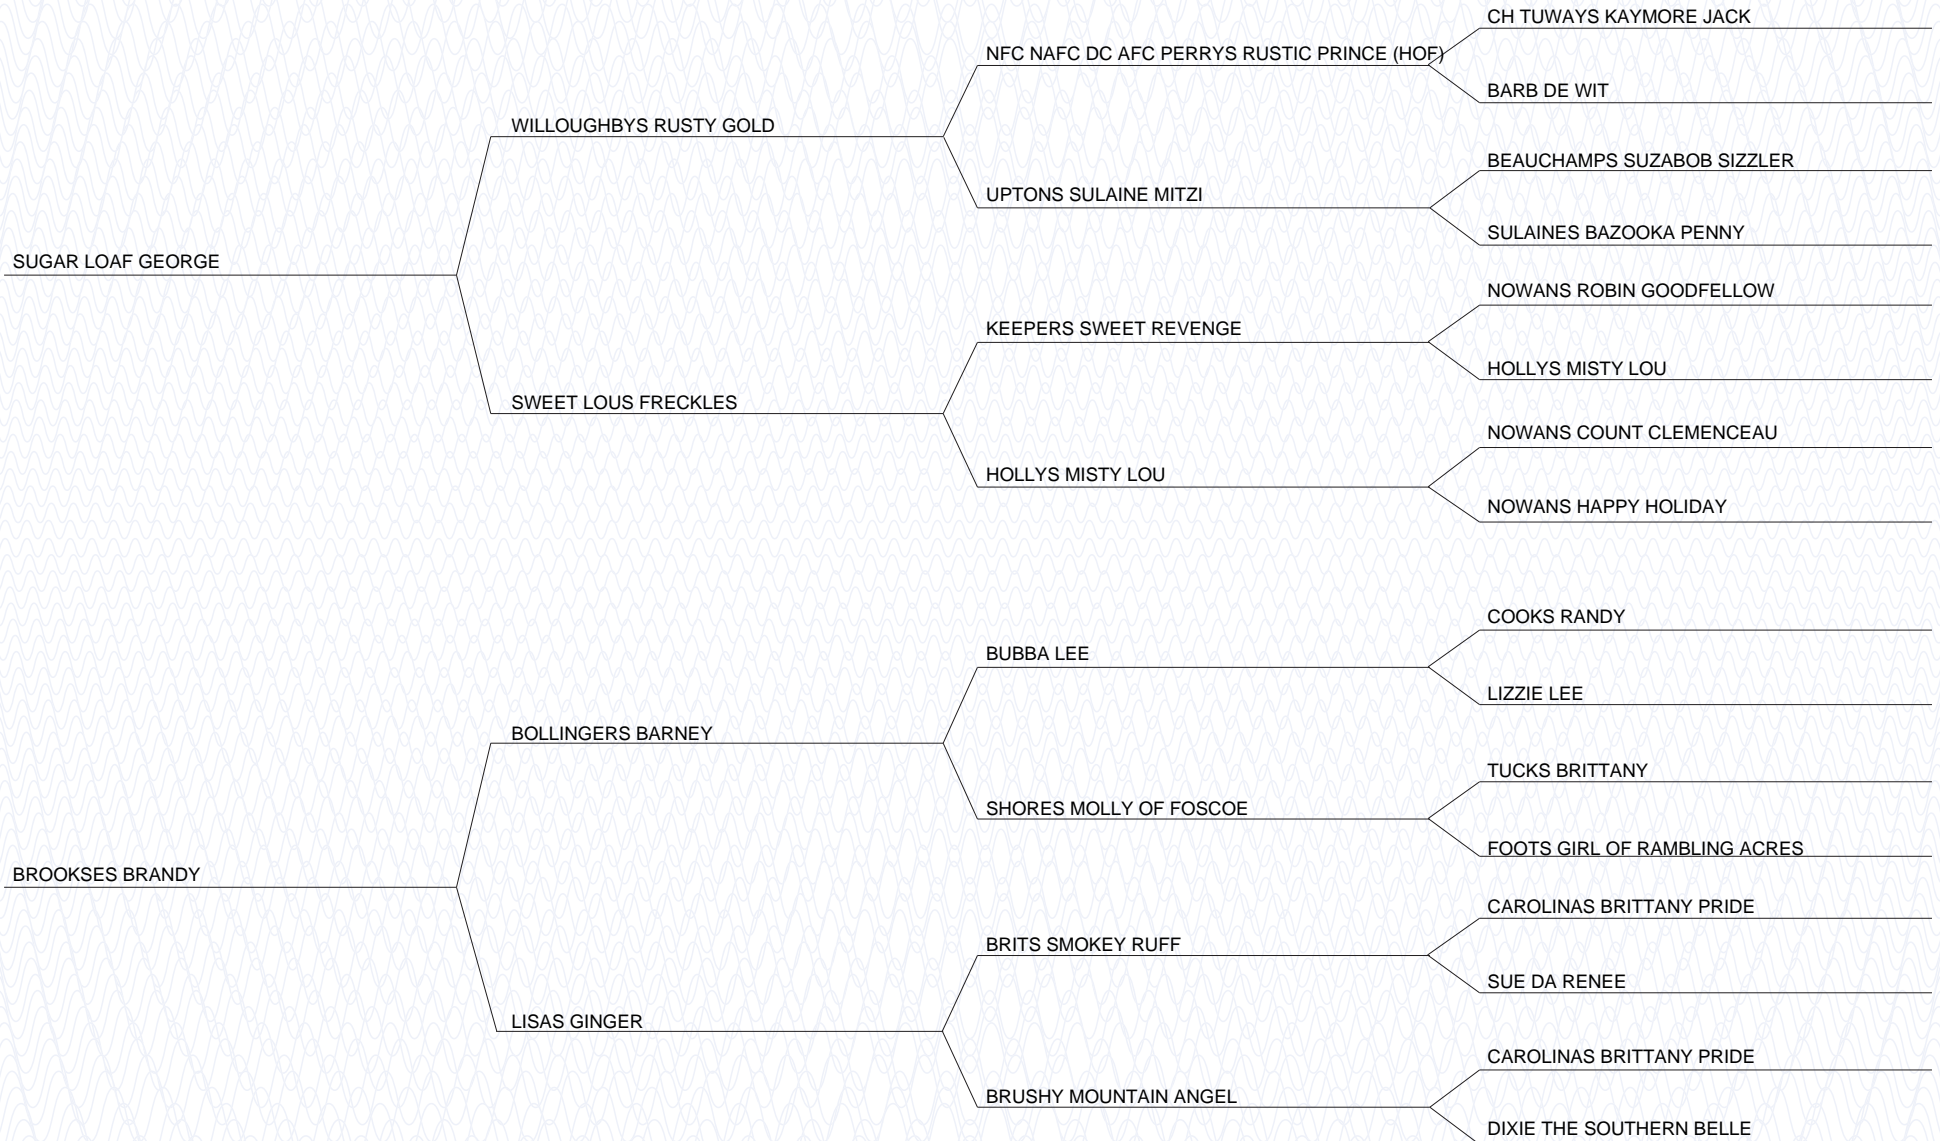 CH TUWAYS KAYMORE JACK
NFC NAFC DC AFC PERRYS RUSTIC PRINCE (HOF)
BARB DE WIT
WILLOUGHBYS RUSTY GOLD
BEAUCHAMPS SUZABOB SIZZLER
UPTONS SULAINE MITZI
SULAINES BAZOOKA PENNY
SUGAR LOAF GEORGE
NOWANS ROBIN GOODFELLOW
KEEPERS SWEET REVENGE
HOLLYS MISTY LOU
SWEET LOUS FRECKLES
NOWANS COUNT CLEMENCEAU
HOLLYS MISTY LOU
NOWANS HAPPY HOLIDAY
COOKS RANDY
BUBBA LEE
LIZZIE LEE
BOLLINGERS BARNEY
TUCKS BRITTANY
SHORES MOLLY OF FOSCOE
FOOTS GIRL OF RAMBLING ACRES
BROOKSES BRANDY
CAROLINAS BRITTANY PRIDE
BRITS SMOKEY RUFF
SUE DA RENEE
LISAS GINGER
CAROLINAS BRITTANY PRIDE
BRUSHY MOUNTAIN ANGEL
DIXIE THE SOUTHERN BELLE